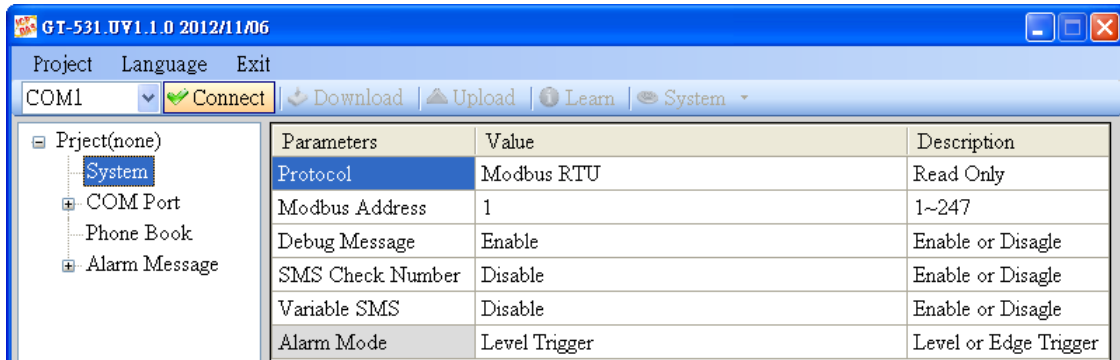 GT-531.UV1.1.0 2012/11/06
Project Language Exit
COM1 Connect Download Upload Learn System
Prject(none)
System
COM Port
Phone Book
Alarm Message
Parameters Value Description
Protocol Modbus RTU Read Only
Modbus Address 1 1~247
Debug Message Enable Enable or Disagle
SMS Check Number Disable Enable or Disagle
Variable SMS Disable Enable or Disagle
Alarm Mode Level Trigger Level or Edge Trigger